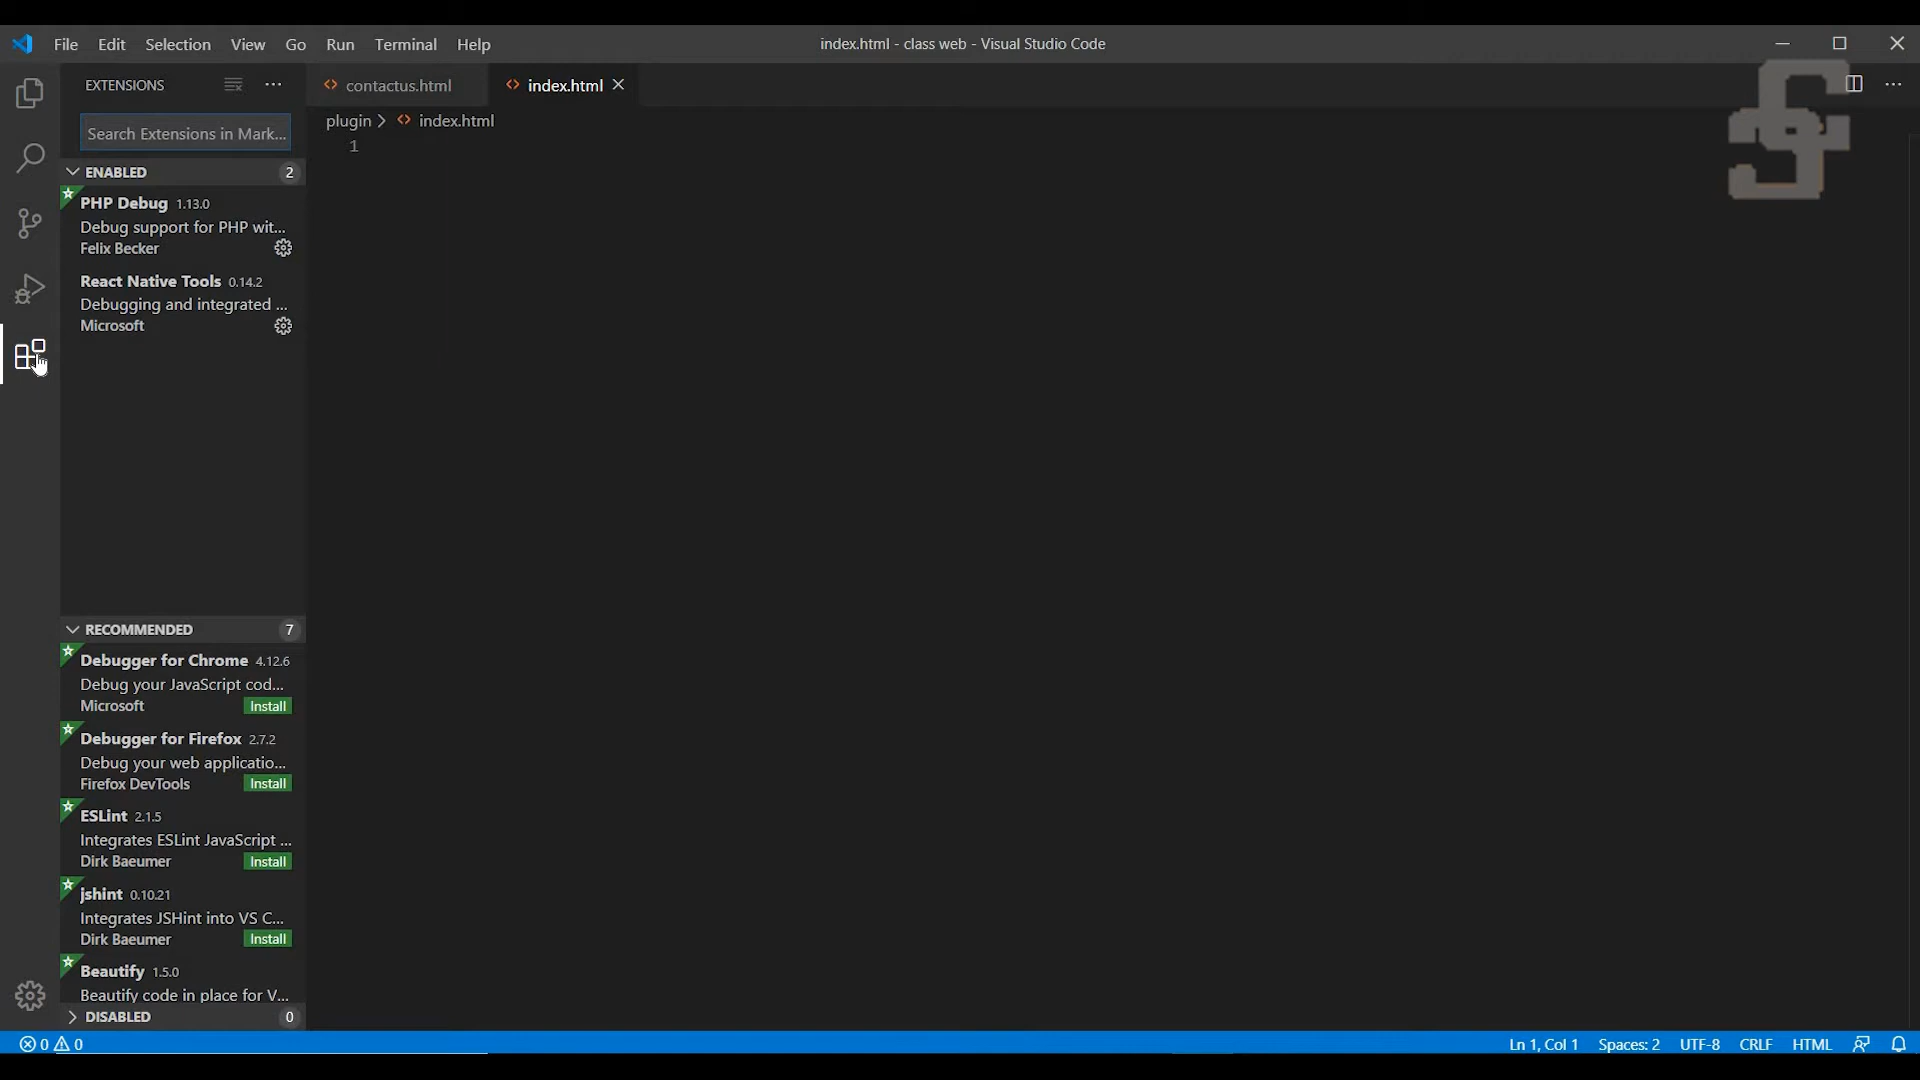 File Edit Selection View Go Run Terminal Help
index.html - class web - Visual Studio Code
EXTENSIONS
contactus.html
index.html
Search Extensions in Mark...
plugin > index.html
1
ENABLED 2
PHP Debug 1.13.0
Debug support for PHP wit...
Felix Becker
React Native Tools 0.14.2
Debugging and integrated ...
Microsoft
RECOMMENDED 7
Debugger for Chrome 4.12.6
Debug your JavaScript cod...
Microsoft Install
Debugger for Firefox 2.7.2
Debug your web applicatio...
Firefox DevTools Install
ESLint 2.1.5
Integrates ESLint JavaScript ...
Dirk Baeumer Install
jshint 0.10.21
Integrates JSHint into VS C...
Dirk Baeumer Install
Beautify 1.5.0
Beautify code in place for V...
DISABLED 0
0 0
Ln 1, Col 1 Spaces: 2 UTF-8 CRLF HTML